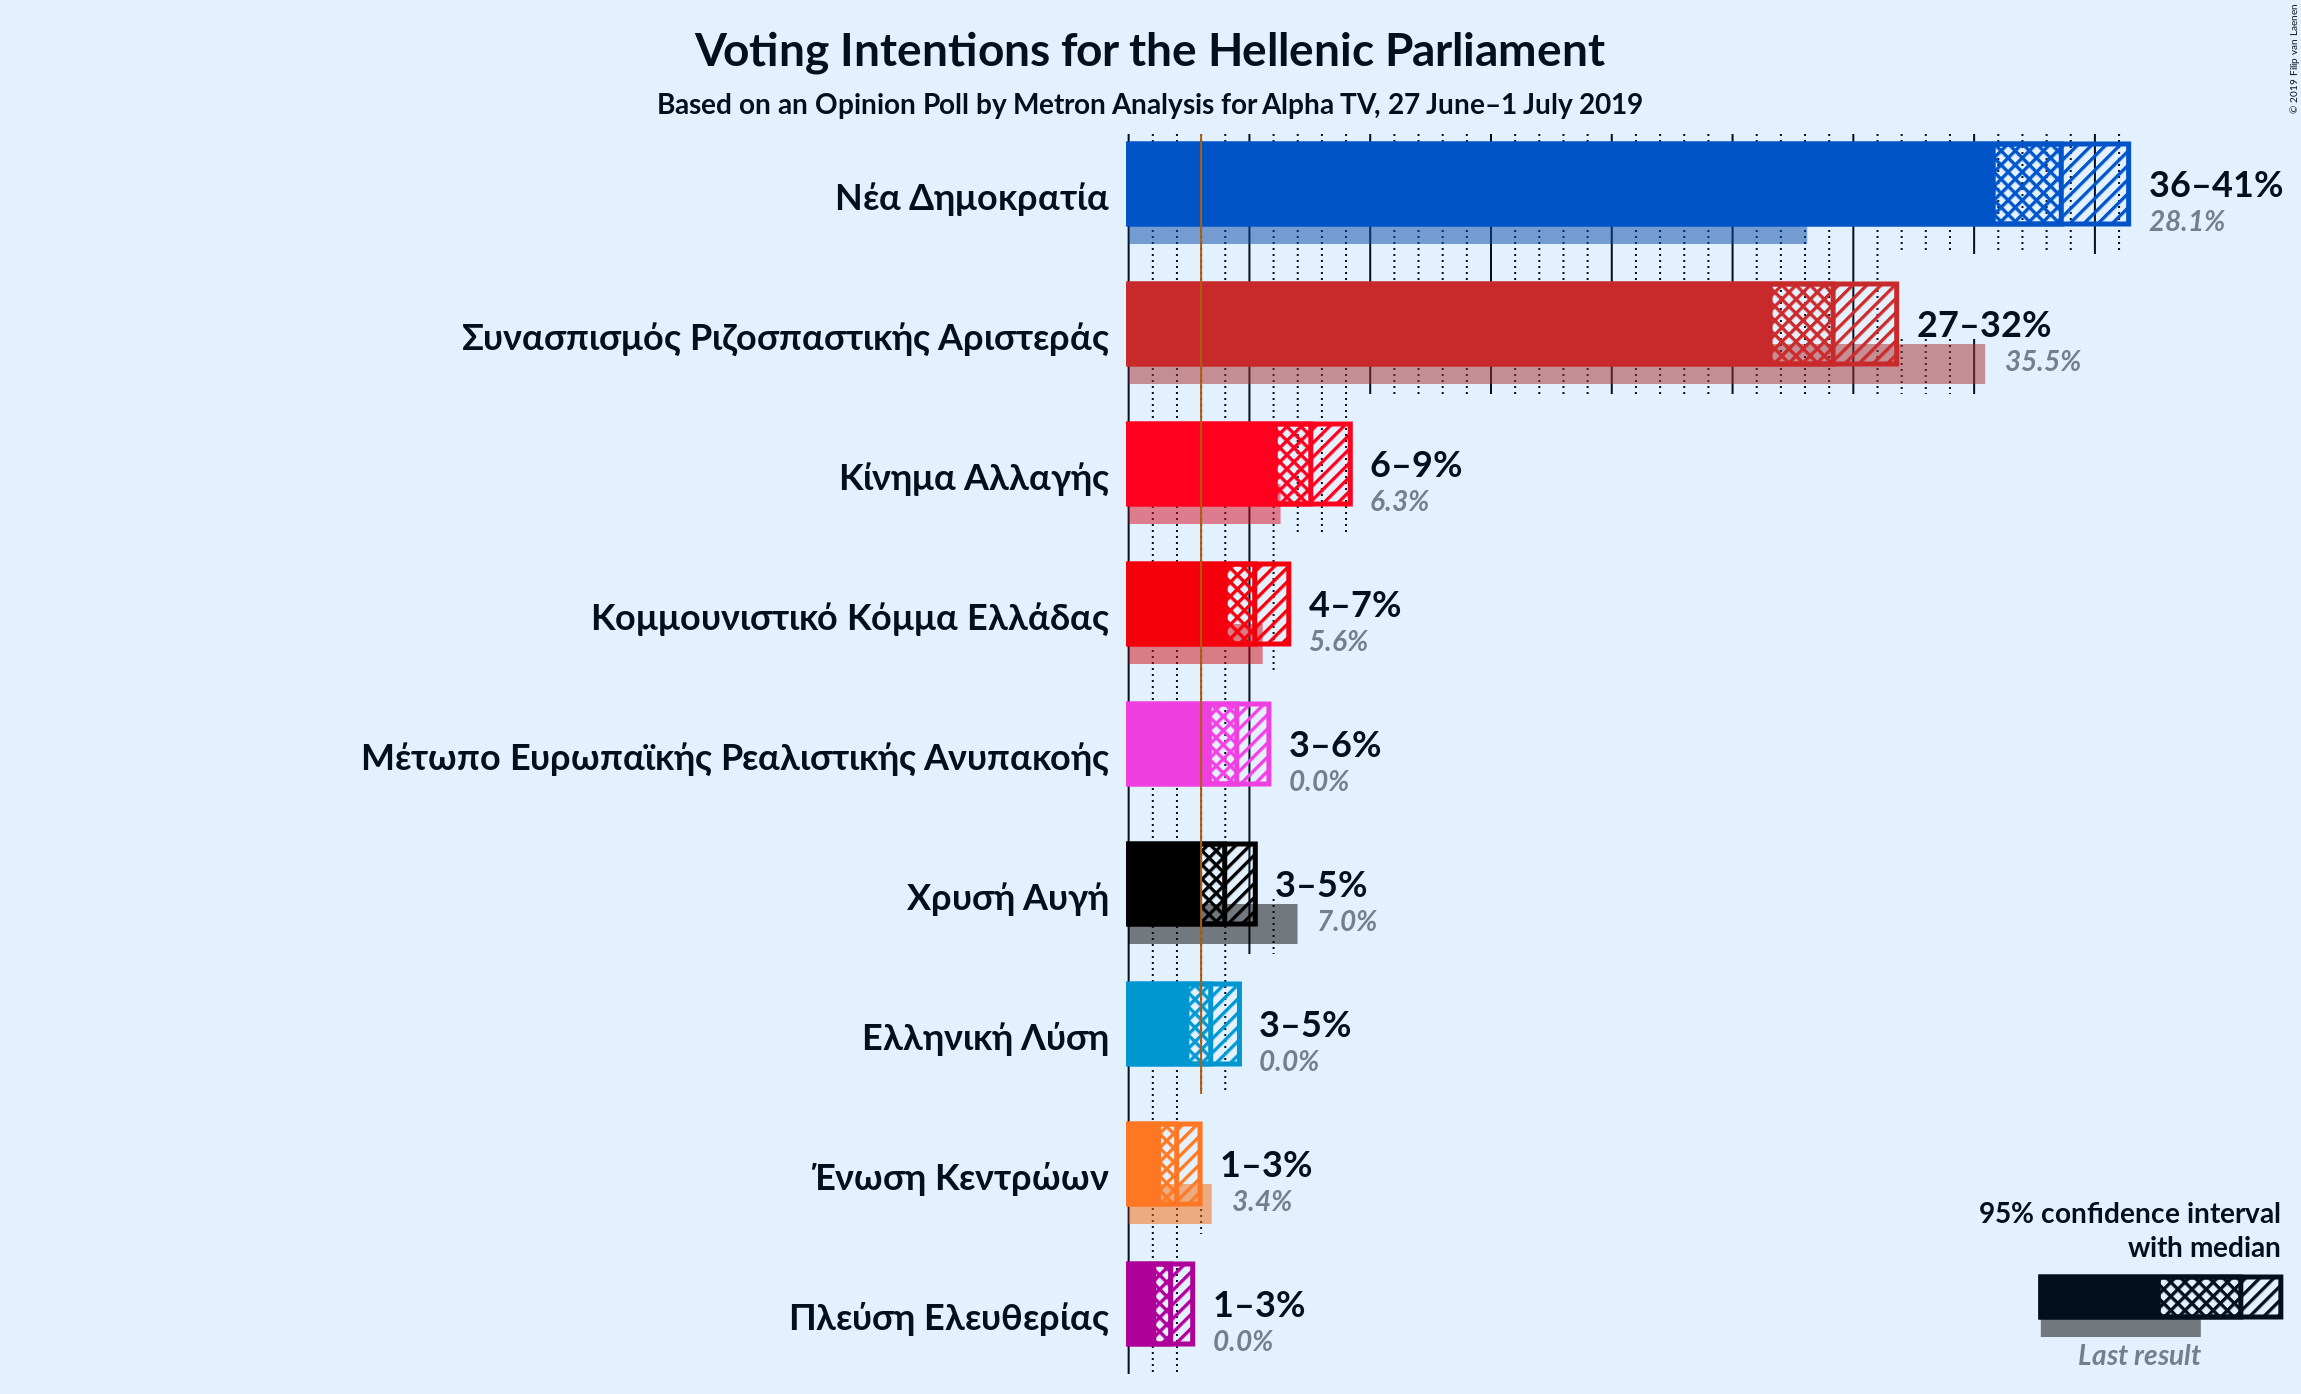 Voting Intentions for the Hellenic Parliament
Based on an Opinion Poll by Metron Analysis for Alpha TV, 27 June–1 July 2019
© 2019 Filip van Laenen
Νέα Δημοκρατία
36–41%
28.1%
Συνασπισμός Ριζοσπαστικής Αριστεράς
27–32%
35.5%
Κίνημα Αλλαγής
6–9%
6.3%
Κομμουνιστικό Κόμμα Ελλάδας
4–7%
5.6%
Μέτωπο Ευρωπαϊκής Ρεαλιστικής Ανυπακοής
3–6%
0.0%
Χρυσή Αυγή
3–5%
7.0%
Ελληνική Λύση
3–5%
0.0%
Ένωση Κεντρώων
1–3%
3.4%
Πλεύση Ελευθερίας
1–3%
0.0%
95% confidence interval
with median
Last result